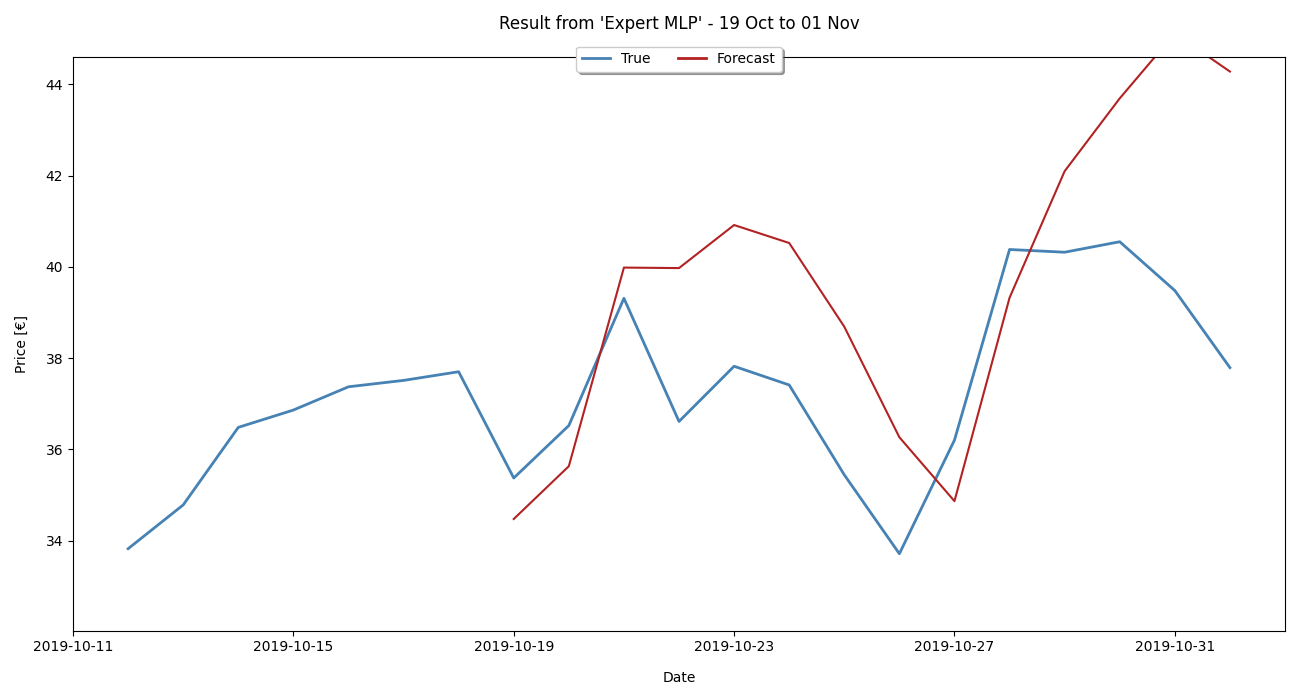 Result from 'Expert MLP' - 19 Oct to 01 Nov
True Forecast
44
42
40
38
36
34
Price [€]
2019-10-11 2019-10-15 2019-10-19 2019-10-23 2019-10-27 2019-10-31
Date